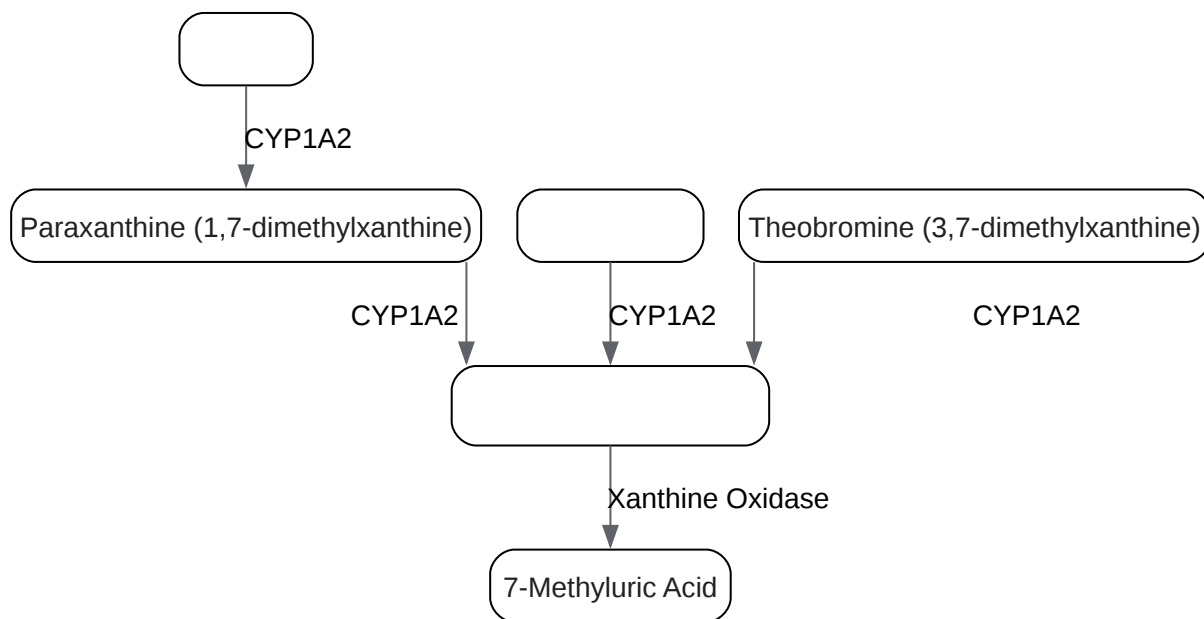 CYP1A2
Paraxanthine (1,7-dimethylxanthine)
Theobromine (3,7-dimethylxanthine)
CYP1A2
CYP1A2
CYP1A2
Xanthine Oxidase
7-Methyluric Acid